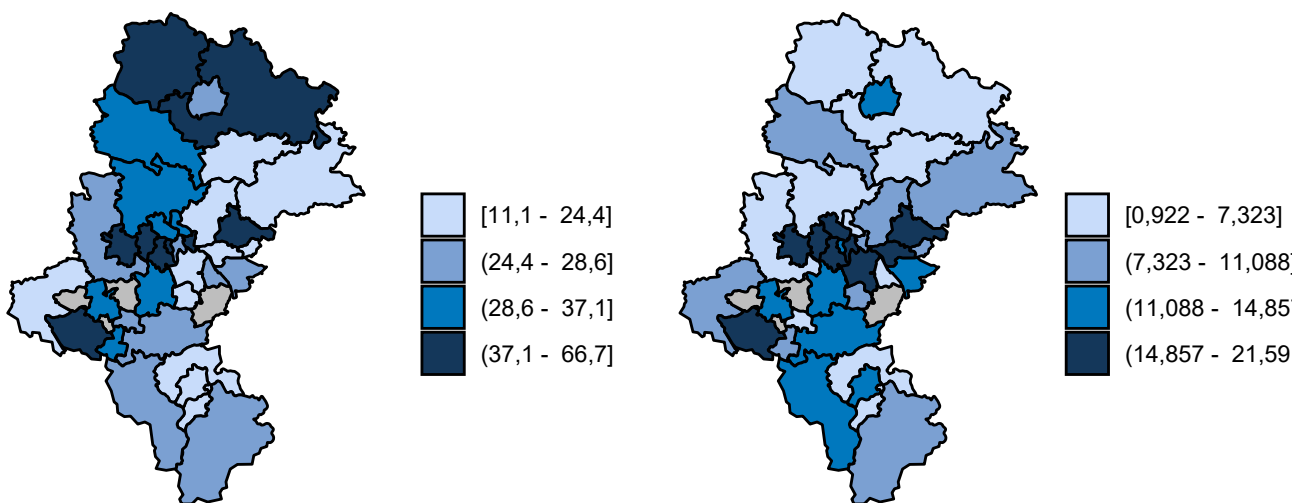 [11,1 - 24,4]
(24,4 - 28,6]
(28,6 - 37,1]
(37,1 - 66,7]
[0,922 - 7,323]
(7,323 - 11,088]
(11,088 - 14,857
(14,857 - 21,59